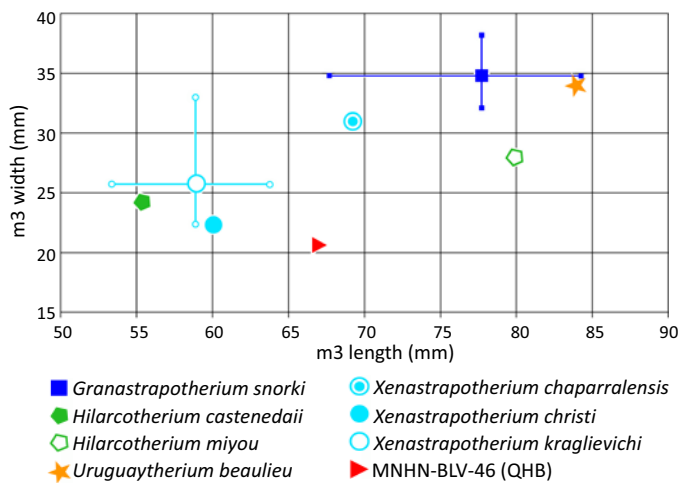 40
35
30
25
20
15
m3 width (mm)
50 55 60 65 70 75 80 85 90
m3 length (mm)
Granastrapotherium snorki
Xenastrapotherium chaparralensis
Hilarcotherium castenedaii
Xenastrapotherium christi
Hilarcotherium miyou
Xenastrapotherium kraglievichi
Uruguaytherium beaulieu
MNHN-BLV-46 (QHB)